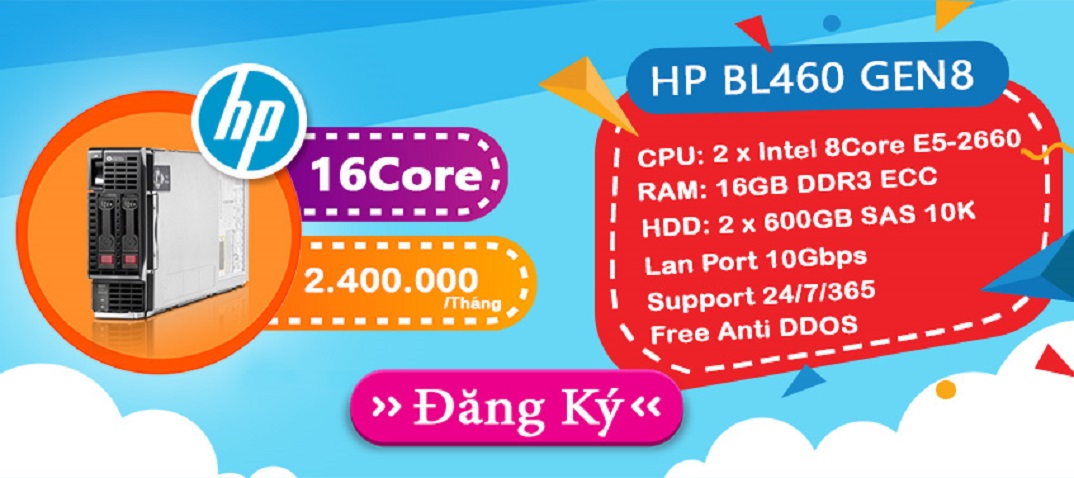 hp
16Core
2.400.000
/Tháng
HP BL460 GEN8
CPU: 2 x Intel 8Core E5-2660
RAM: 16GB DDR3 ECC
HDD: 2 x 600GB SAS 10K
Lan Port 10Gbps
Support 24/7/365
Free Anti DDOS
>> Đăng Ký <<